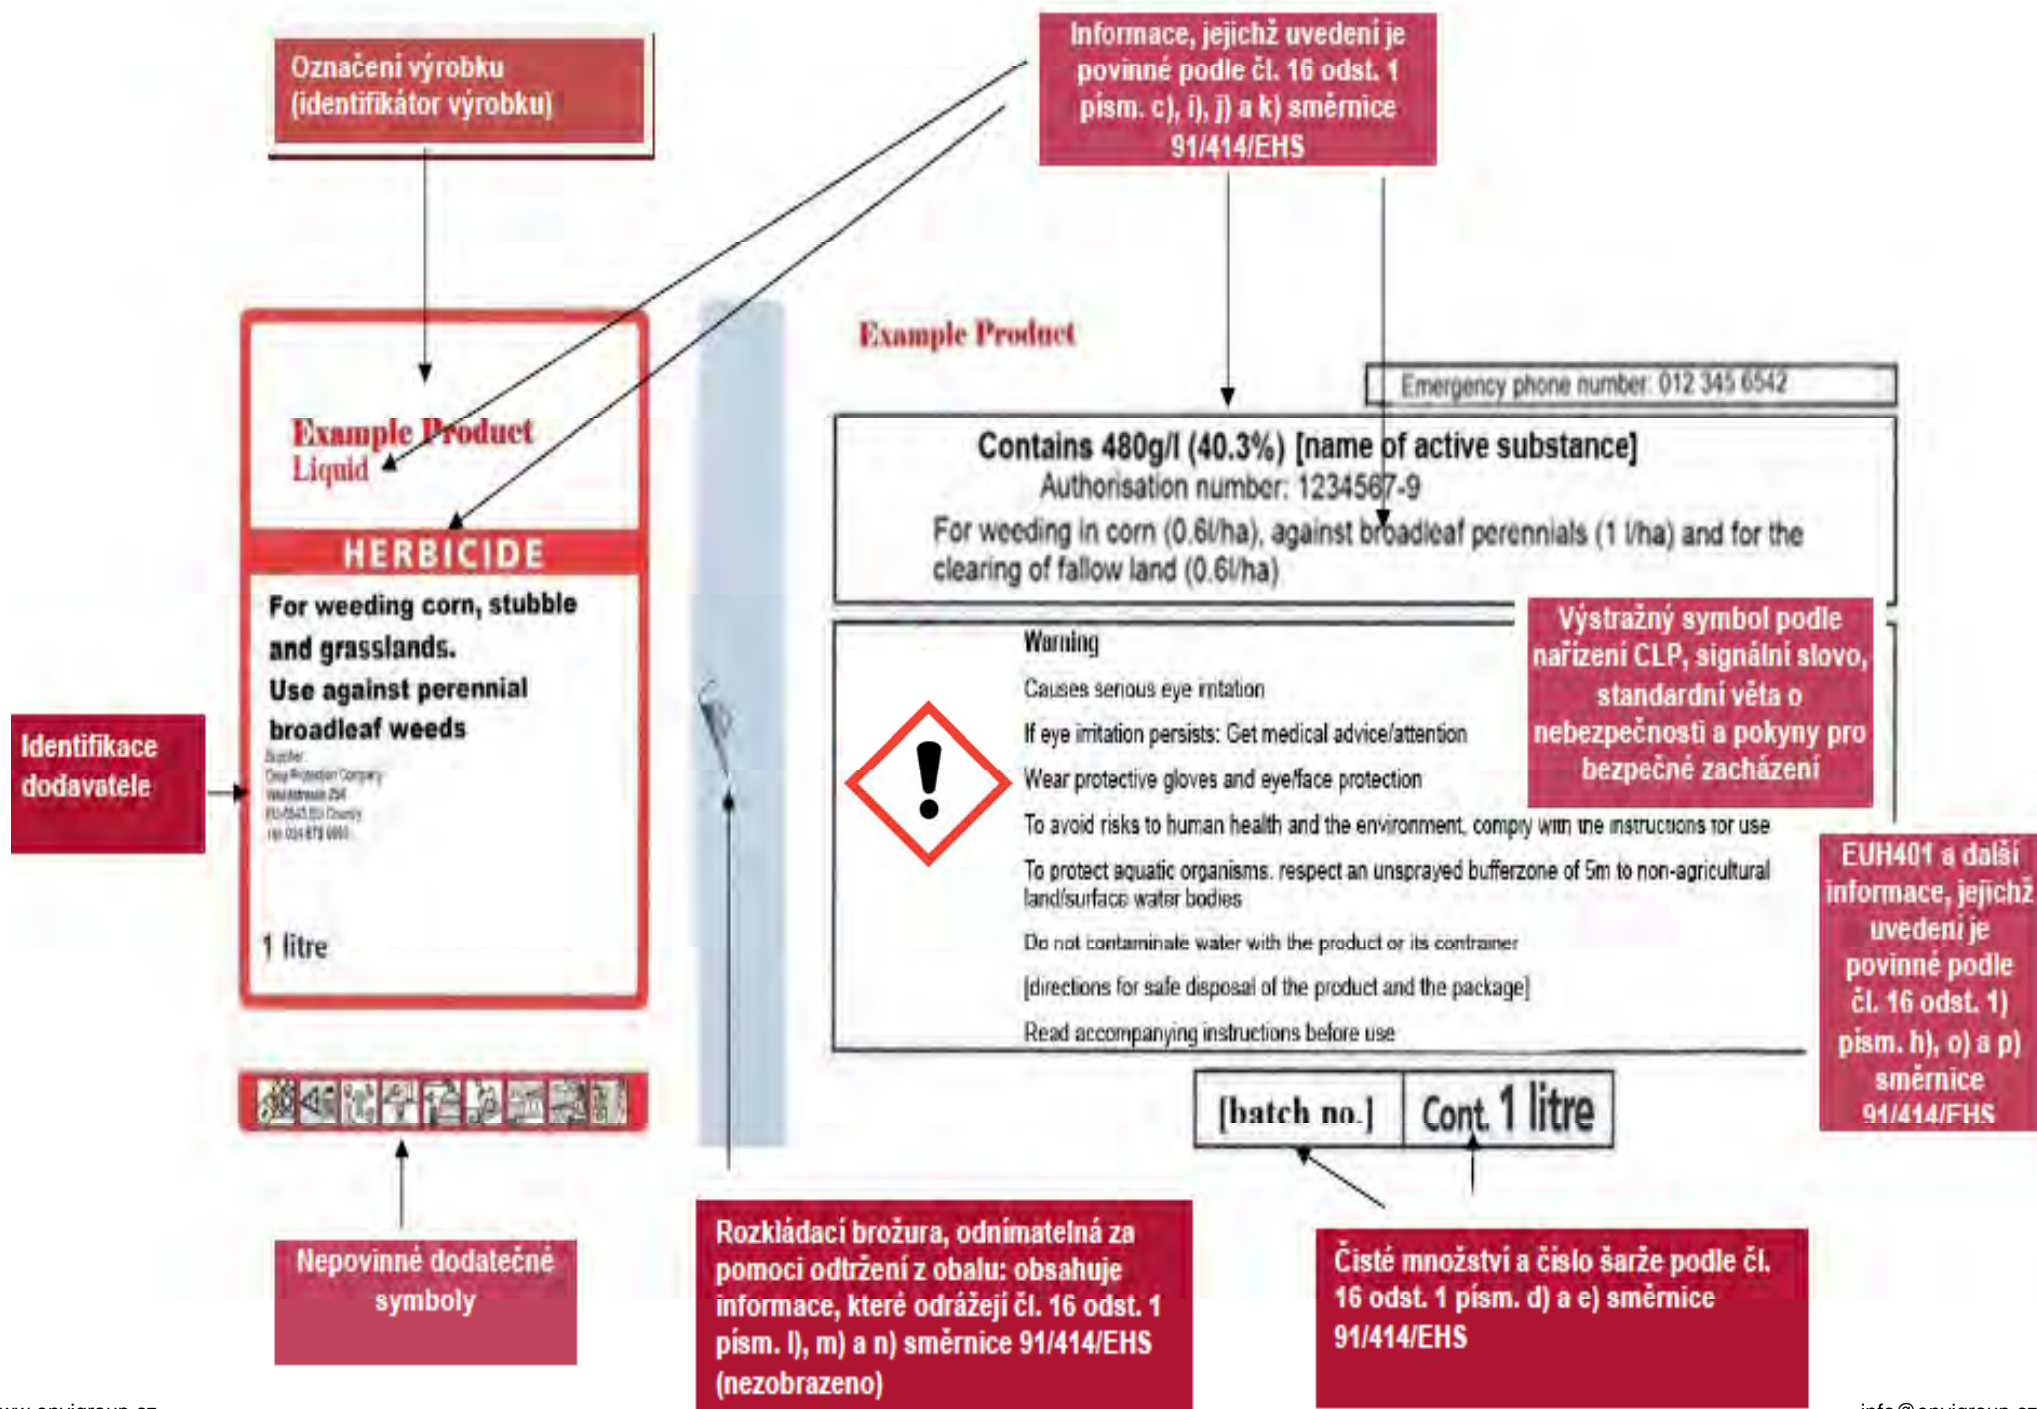 Označení výrobku
(identifikátor výrobku)
Informace, jejichž uvedení je
povinné podle čl. 16 odst. 1
písm. c), i), j) a k) směrnice
91/414/EHS
Example Product
Liquid
HERBICIDE
For weeding corn, stubble
and grasslands.
Use against perennial
broadleaf weeds
Crop Protection Company
1 litre
Identifikace
dodavatele
Nepovinné dodatečné
symboly
Example Product
Emergency phone number: 012 345 6542
Contains 480g/l (40.3%) [name of active substance]
Authorisation number: 1234567-9
For weeding in corn (0.6l/ha), against broadleaf perennials (1 l/ha) and for the
clearing of fallow land (0.6l/ha)
Warning
Causes serious eye irritation
If eye irritation persists: Get medical advice/attention
Wear protective gloves and eye/face protection
To avoid risks to human health and the environment, comply with the instructions for use
To protect aquatic organisms. respect an unsprayed bufferzone of 5m to non-agricultural
land/surface water bodies
Do not contaminate water with the product or its contrainer
[directions for safe disposal of the product and the package]
Read accompanying instructions before use
Výstražný symbol podle
nařízení CLP, signální slovo,
standardní věta o
nebezpečnosti a pokyny pro
bezpečné zacházení
EUH401 a další
informace, jejichž
uvedení je
povinné podle
čl. 16 odst. 1)
písm. h), o) a p)
směrnice
91/414/EHS
[batch no.]
Cont. 1 litre
Rozkládací brožura, odnímatelná za
pomoci odtržení z obalu: obsahuje
informace, které odrážejí čl. 16 odst. 1
písm. l), m) a n) směrnice 91/414/EHS
(nezobrazeno)
Čisté množství a číslo šarže podle čl.
16 odst. 1 písm. d) a e) směrnice
91/414/EHS